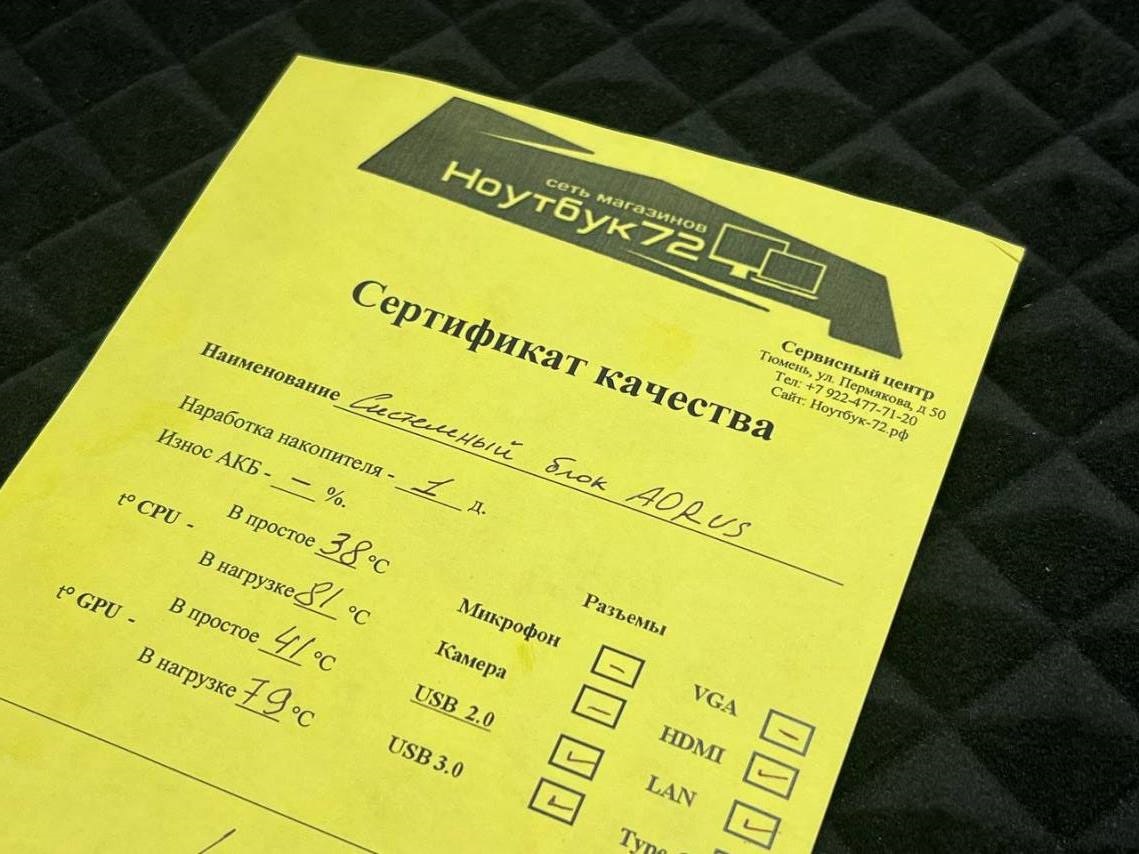 сеть магазинов
Ноутбук72
Сертификат качества
Сервисный центр
Тюмень, ул. Пермякова, д 50
Тел: +7 922-477-71-20
Сайт: Ноутбук-72.рф
Наименование Системный блок AORUS
Наработка накопителя - 1 д.
Износ АКБ - – %.
t° CPU - В простое 38 °C
В нагрузке 81 °C
t° GPU - В простое 41 °C
В нагрузке 79 °C
Разъемы
Микрофон
Камера
USB 2.0
USB 3.0
VGA
HDMI
LAN